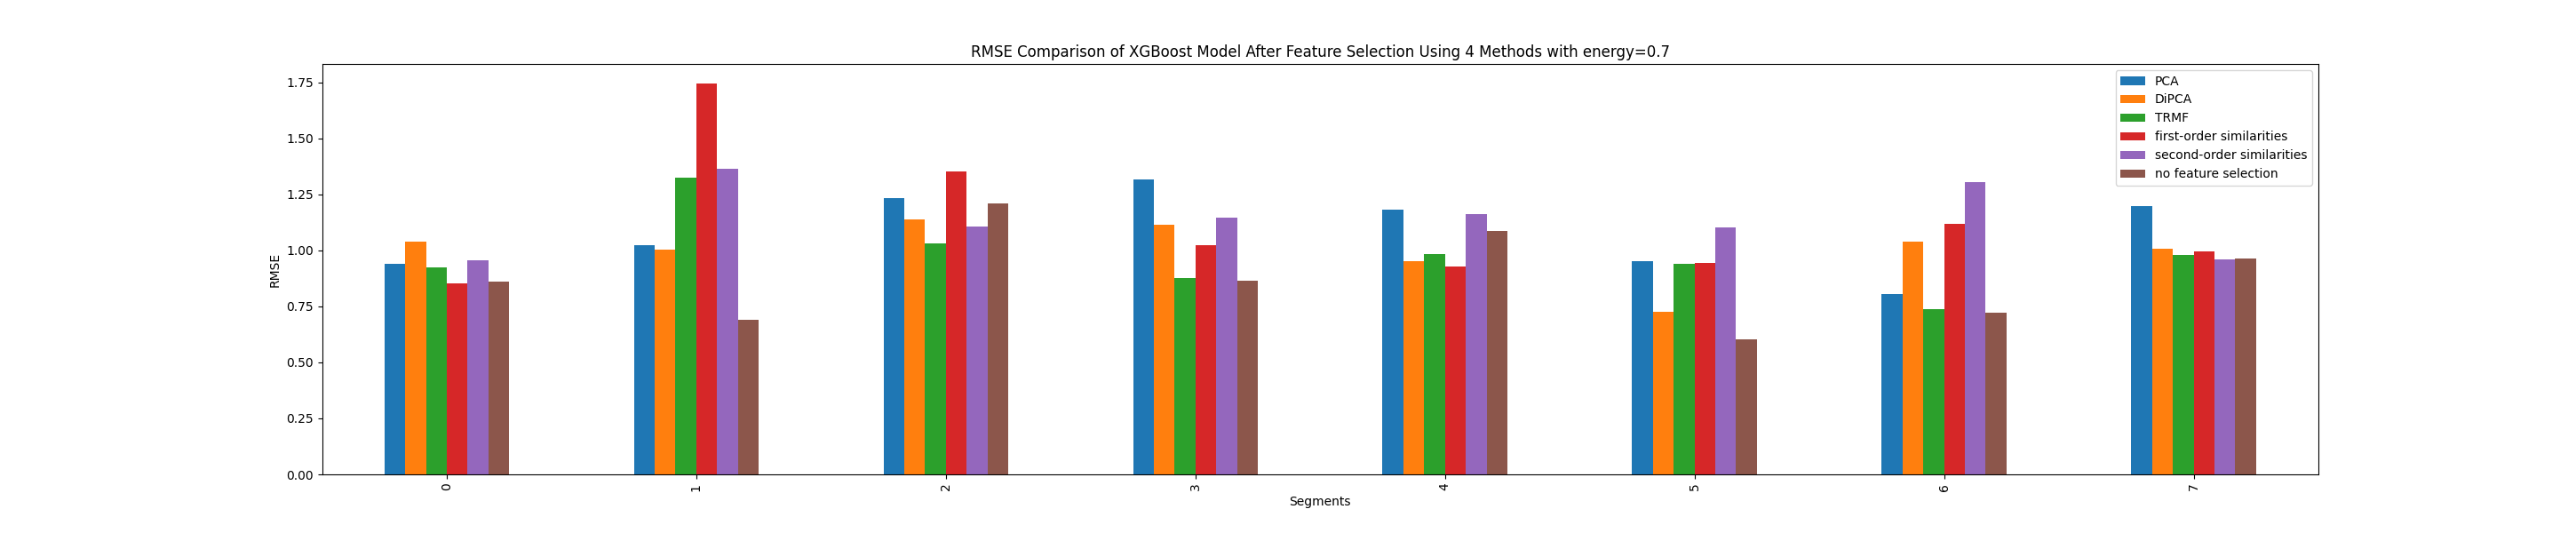 RMSE Comparison of XGBoost Model After Feature Selection Using 4 Methods with energy=0.7
RMSE
1.75
1.50
1.25
1.00
0.75
0.50
0.25
0.00
PCA
DiPCA
TRMF
first-order similarities
second-order similarities
no feature selection
0
1
2
3
4
5
6
7
Segments